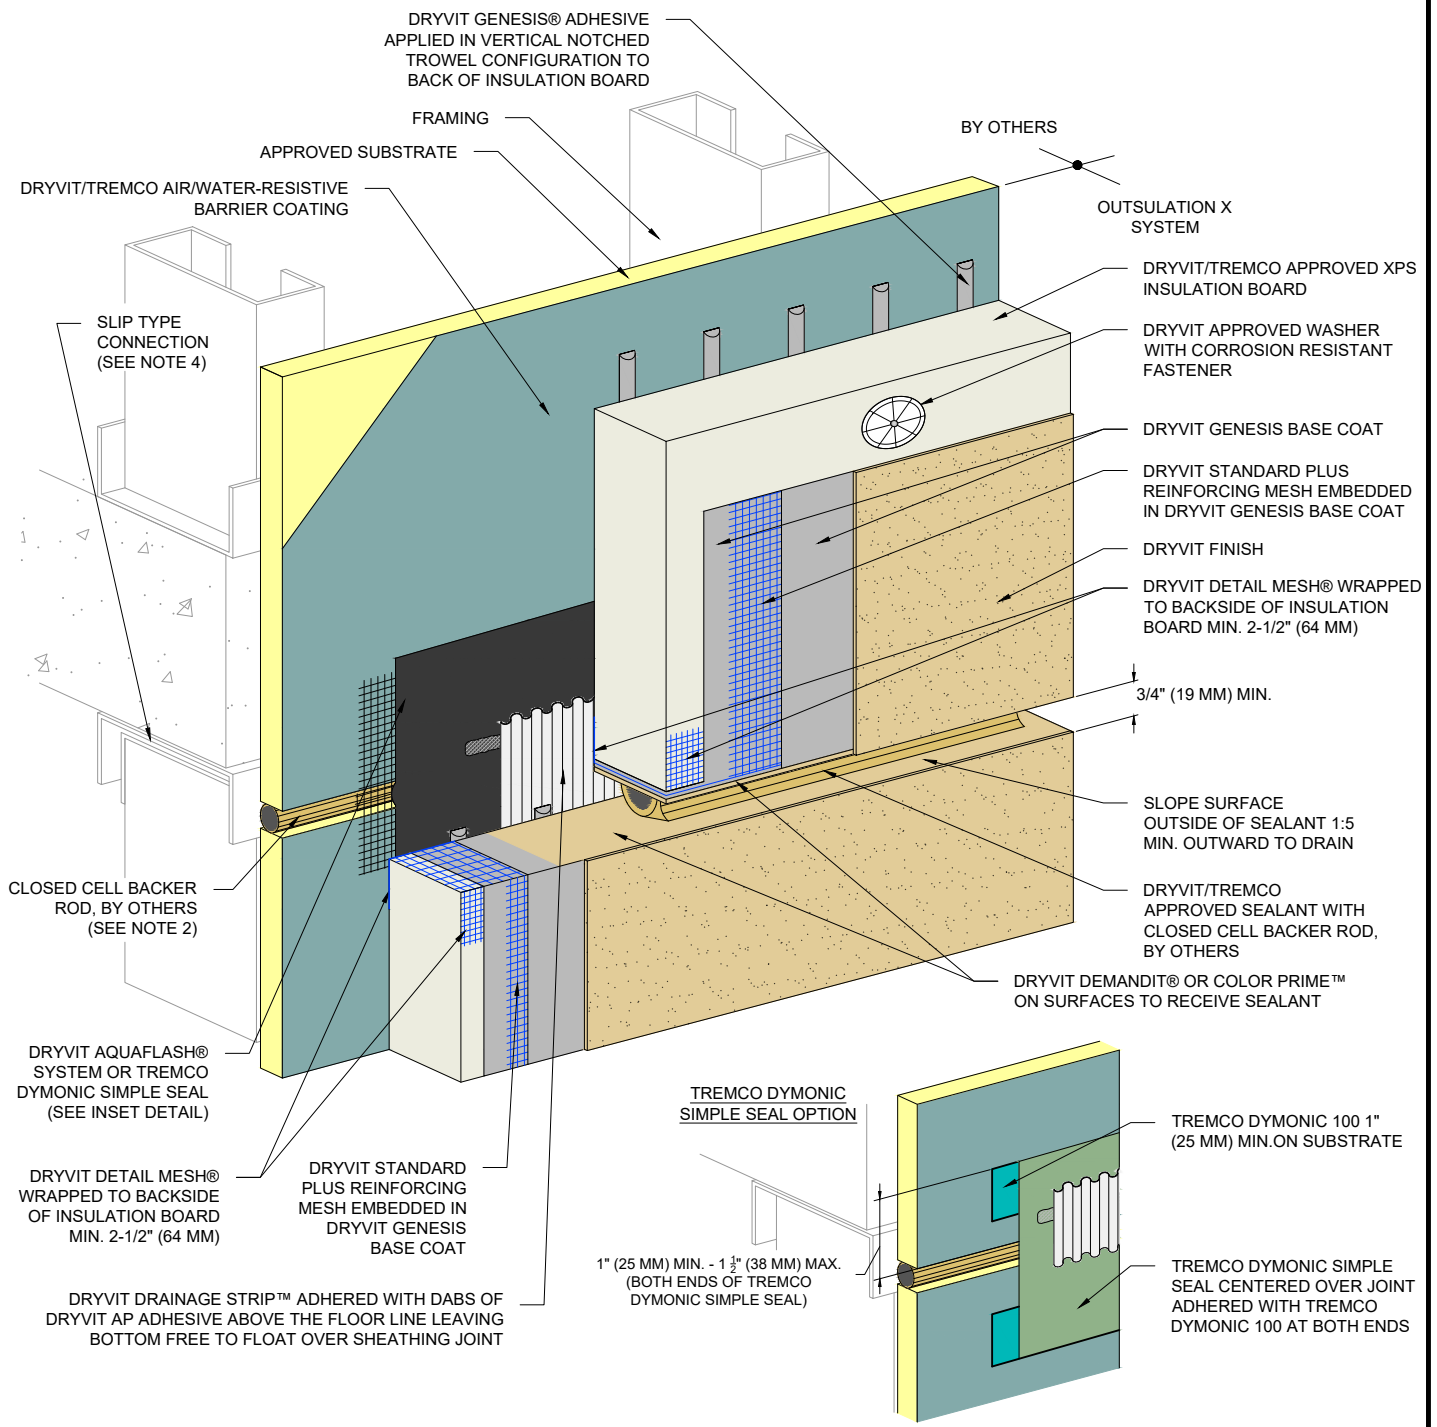 DRYVIT GENESIS® ADHESIVE
APPLIED IN VERTICAL NOTCHED
TROWEL CONFIGURATION TO
BACK OF INSULATION BOARD
FRAMING
APPROVED SUBSTRATE
DRYVIT/TREMCO AIR/WATER-RESISTIVE
BARRIER COATING
BY OTHERS
OUTSULATION X
SYSTEM
SLIP TYPE
CONNECTION
(SEE NOTE 4)
DRYVIT/TREMCO APPROVED XPS
INSULATION BOARD
DRYVIT APPROVED WASHER
WITH CORROSION RESISTANT
FASTENER
DRYVIT GENESIS BASE COAT
DRYVIT STANDARD PLUS
REINFORCING MESH EMBEDDED
IN DRYVIT GENESIS BASE COAT
DRYVIT FINISH
DRYVIT DETAIL MESH® WRAPPED
TO BACKSIDE OF INSULATION
BOARD MIN. 2-1/2" (64 MM)
3/4" (19 MM) MIN.
SLOPE SURFACE
OUTSIDE OF SEALANT 1:5
MIN. OUTWARD TO DRAIN
DRYVIT/TREMCO
APPROVED SEALANT WITH
CLOSED CELL BACKER ROD,
BY OTHERS
DRYVIT DEMANDIT® OR COLOR PRIME™
ON SURFACES TO RECEIVE SEALANT
CLOSED CELL BACKER
ROD, BY OTHERS
(SEE NOTE 2)
DRYVIT AQUAFLASH®
SYSTEM OR TREMCO
DYMONIC SIMPLE SEAL
(SEE INSET DETAIL)
DRYVIT DETAIL MESH®
WRAPPED TO BACKSIDE
OF INSULATION BOARD
MIN. 2-1/2" (64 MM)
DRYVIT STANDARD
PLUS REINFORCING
MESH EMBEDDED IN
DRYVIT GENESIS
BASE COAT
DRYVIT DRAINAGE STRIP™ ADHERED WITH DABS OF
DRYVIT AP ADHESIVE ABOVE THE FLOOR LINE LEAVING
BOTTOM FREE TO FLOAT OVER SHEATHING JOINT
TREMCO DYMONIC
SIMPLE SEAL OPTION
TREMCO DYMONIC 100 1"
(25 MM) MIN.ON SUBSTRATE
1" (25 MM) MIN. - 1 1/2" (38 MM) MAX.
(BOTH ENDS OF TREMCO
DYMONIC SIMPLE SEAL)
TREMCO DYMONIC SIMPLE
SEAL CENTERED OVER JOINT
ADHERED WITH TREMCO
DYMONIC 100 AT BOTH ENDS